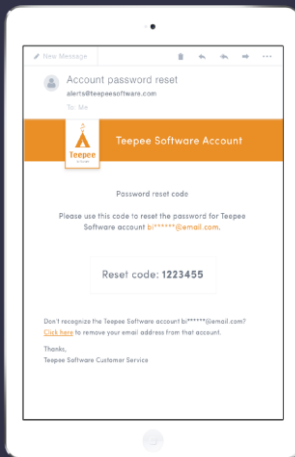 New Message
Account password reset
alerts@teepeesoftware.com
To: Me
Teepee
Teepee Software Account
Password reset code
Please use this code to reset the password for Teepee
Software account bi******@email.com.
Reset code: 1223455
Don't recognize the Teepee Software account bi******@email.com?
Click here to remove your email address from that account.
Thanks,
Teepee Software Customer Service